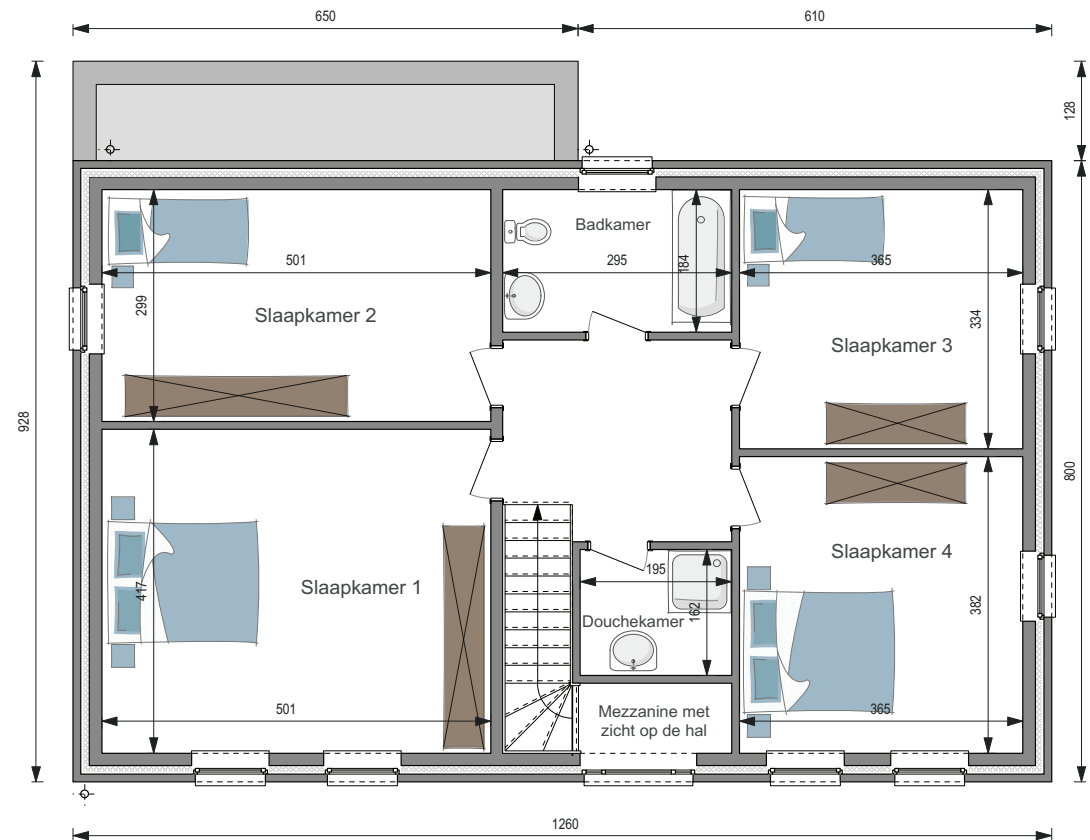 650
610
128
Badkamer
501
295
184
365
299
Slaapkamer 2
334
Slaapkamer 3
928
800
Slaapkamer 4
195
Slaapkamer 1
417
162
382
Douchekamer
501
Mezzanine met
zicht op de hal
365
1260